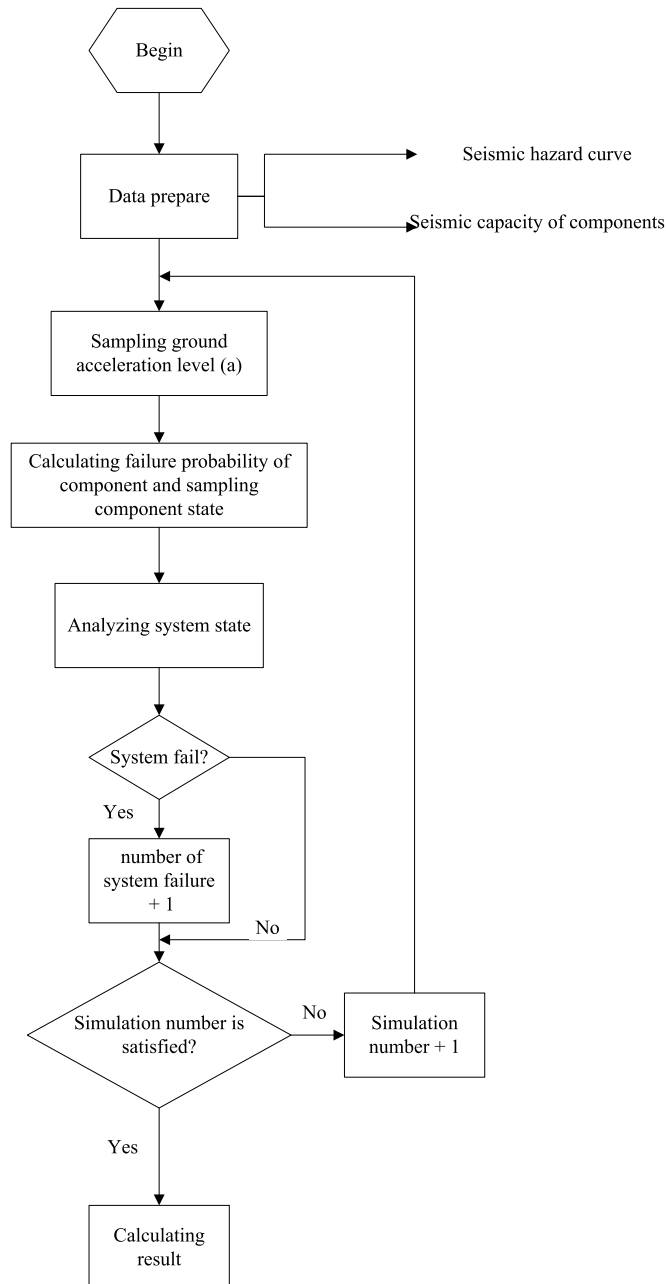 Begin
Data prepare
Seismic hazard curve
Seismic capacity of components
Sampling ground
acceleration level (a)
Calculating failure probability of
component and sampling
component state
Analyzing system state
System fail?
Yes
number of
system failure
+ 1
No
Simulation number is
satisfied?
No
Simulation
number + 1
Yes
Calculating
result